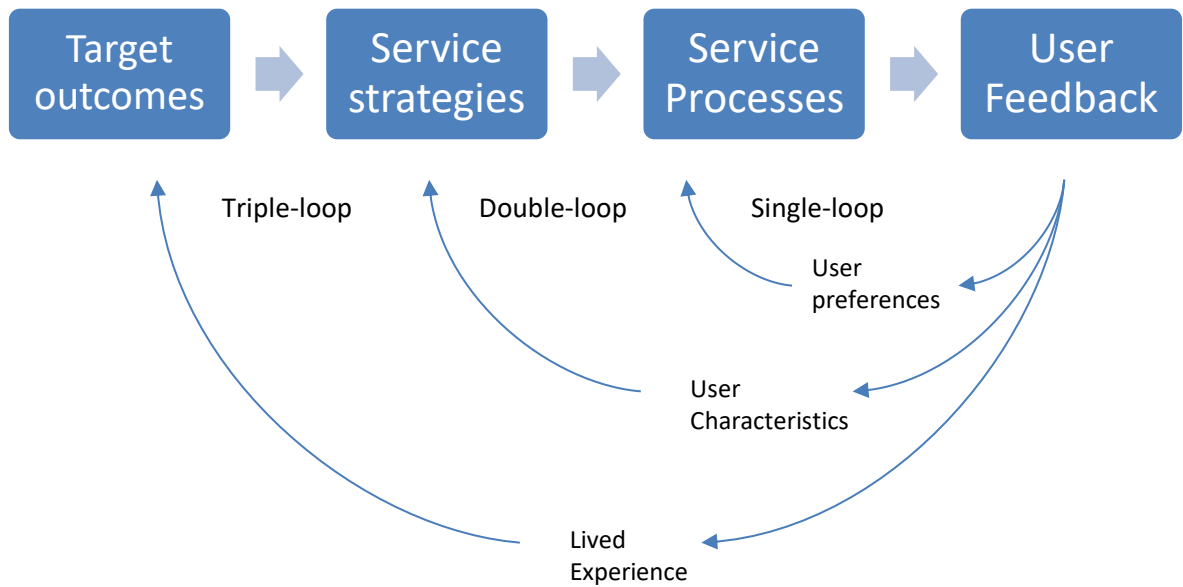 Target
outcomes
Service
strategies
Service
Processes
User
Feedback
Triple-loop
Double-loop
Single-loop
User
preferences
User
Characteristics
Lived
Experience